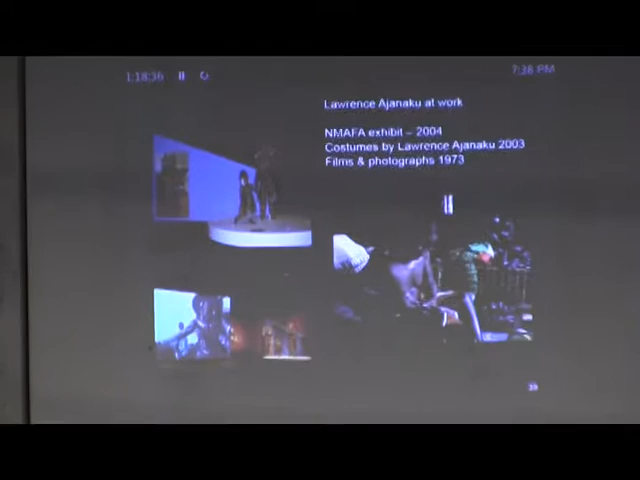 1:18:36
7:38 PM
Lawrence Ajanaku at work
NMAFA exhibit – 2004
Costumes by Lawrence Ajanaku 2003
Films & photographs 1973